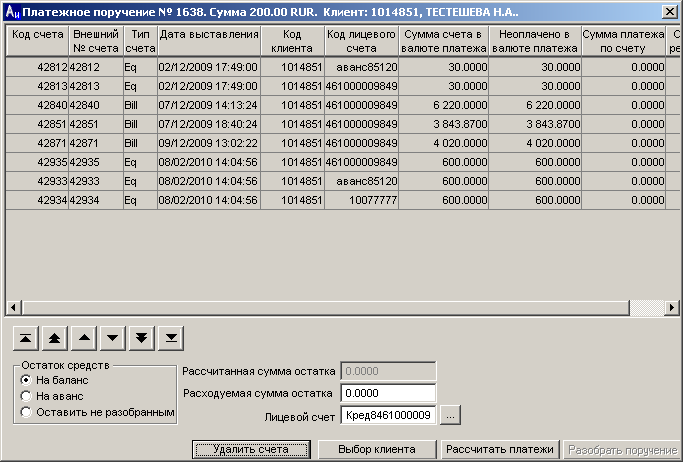 Платежное поручение № 1638. Сумма 200.00 RUR. Клиент: 1014851, ТЕСТЕШЕВА Н.А..
Код счета Внешний № счета Тип счета Дата выставления Код клиента Код лицевого счета Сумма счета в валюте платежа Неоплачено в валюте платежа Сумма платежа по счету
42812 42812 Eq 02/12/2009 17:49:00 1014851 аванс85120 30.0000 30.0000 0.0000
42813 42813 Eq 02/12/2009 17:49:00 1014851 461000009849 30.0000 30.0000 0.0000
42840 42840 Bill 07/12/2009 14:13:24 1014851 461000009849 6 220.0000 6 220.0000 0.0000
42851 42851 Bill 07/12/2009 18:40:24 1014851 461000009849 3 843.8700 3 843.8700 0.0000
42871 42871 Bill 09/12/2009 13:02:22 1014851 461000009849 4 020.0000 4 020.0000 0.0000
42935 42935 Eq 08/02/2010 14:04:56 1014851 461000009849 600.0000 600.0000 0.0000
42933 42933 Eq 08/02/2010 14:04:56 1014851 аванс85120 600.0000 600.0000 0.0000
42934 42934 Eq 08/02/2010 14:04:56 1014851 10077777 600.0000 600.0000 0.0000
Остаток средств
На баланс
На аванс
Оставить не разобранным
Рассчитанная сумма остатка 0.0000
Расходуемая сумма остатка 0.0000
Лицевой счет Кред8461000009 ...
Удалить счета Выбор клиента Рассчитать платежи Разобрать поручение